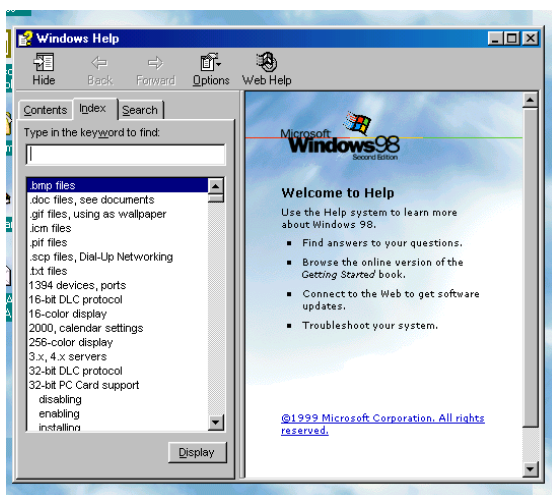 Windows Help
Hide Back Forward Options Web Help
Contents Index Search
Type in the keyword to find:
.bmp files
.doc files, see documents
.gif files, using as wallpaper
.icm files
.pif files
.scp files, Dial-Up Networking
.txt files
1394 devices, ports
16-bit DLC protocol
16-color display
2000, calendar settings
256-color display
3.x, 4.x servers
32-bit DLC protocol
32-bit PC Card support
disabling
enabling
installing
Display
Microsoft
Windows98
Second Edition
Welcome to Help
Use the Help system to learn more
about Windows 98.
Find answers to your questions.
Browse the online version of the
Getting Started book.
Connect to the Web to get software
updates.
Troubleshoot your system.
©1999 Microsoft Corporation. All rights
reserved.